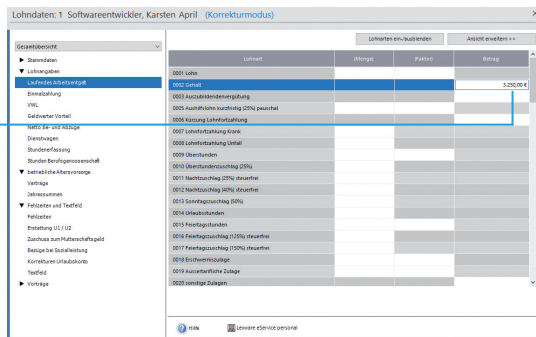 Lohndaten: 1 Softwareentwickler, Karsten April (Korrekturmodus)
Lohnarten ein-/ausblenden
Ansicht erweitern <<
Gesamtübersicht
Stammdaten
Lohnangaben
Laufendes Arbeitsentgelt
Einmalzahlung
VWL
Geldwerter Vorteil
Netto Be- und Abzüge
Dienstwagen
Stundenerfassung
Stunden Berufsgenossenschaft
betriebliche Altersvorsorge
Verträge
Jahressummen
Fehlzeiten und Textfeld
Fehlzeiten
Erstattung U1 / U2
Zuschuss zum Mutterschaftsgeld
Bezüge bei Sozialleistung
Korrekturen Urlaubskonto
Textfeld
Vorträge
Lohnart (Menge) (Faktor) Betrag
0001 Lohn
0002 Gehalt 3.250,00 €
0003 Auszubildendenvergütung
0005 Aushilfslohn kurzfristig (25%) pauschal
0006 Kürzung Lohnfortzahlung
0007 Lohnfortzahlung Krank
0008 Lohnfortzahlung Unfall
0009 Überstunden
0010 Überstundenzuschlag (25%)
0011 Nachtzuschlag (25%) steuerfrei
0012 Nachtzuschlag (40%) steuerfrei
0013 Sonntagszuschlag (50%)
0014 Urlaubsstunden
0015 Feiertagsstunden
0016 Feiertagszuschlag (125%) steuerfrei
0017 Feiertagszuschlag (150%) steuerfrei
0018 Erschwerniszulage
0019 Aussertarifliche Zulage
0020 sonstige Zulagen
Hilfe
Lexware eService personal